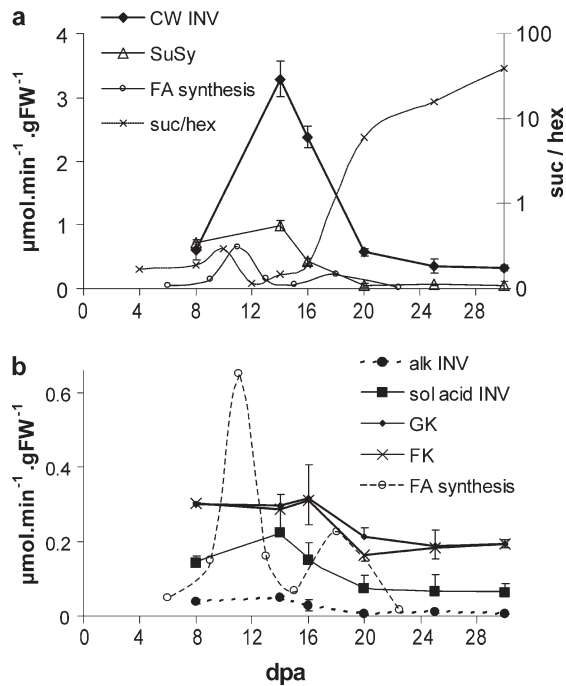 a
CW INV
SuSy
FA synthesis
suc/hex
4
3
2
1
0
100
10
1
0
µmol.min⁻¹.gFW⁻¹
suc / hex
0 4 8 12 16 20 24 28
b
alk INV
sol acid INV
GK
FK
FA synthesis
0.6
0.4
0.2
0
µmol.min⁻¹.gFW⁻¹
0 4 8 12 16 20 24 28
dpa